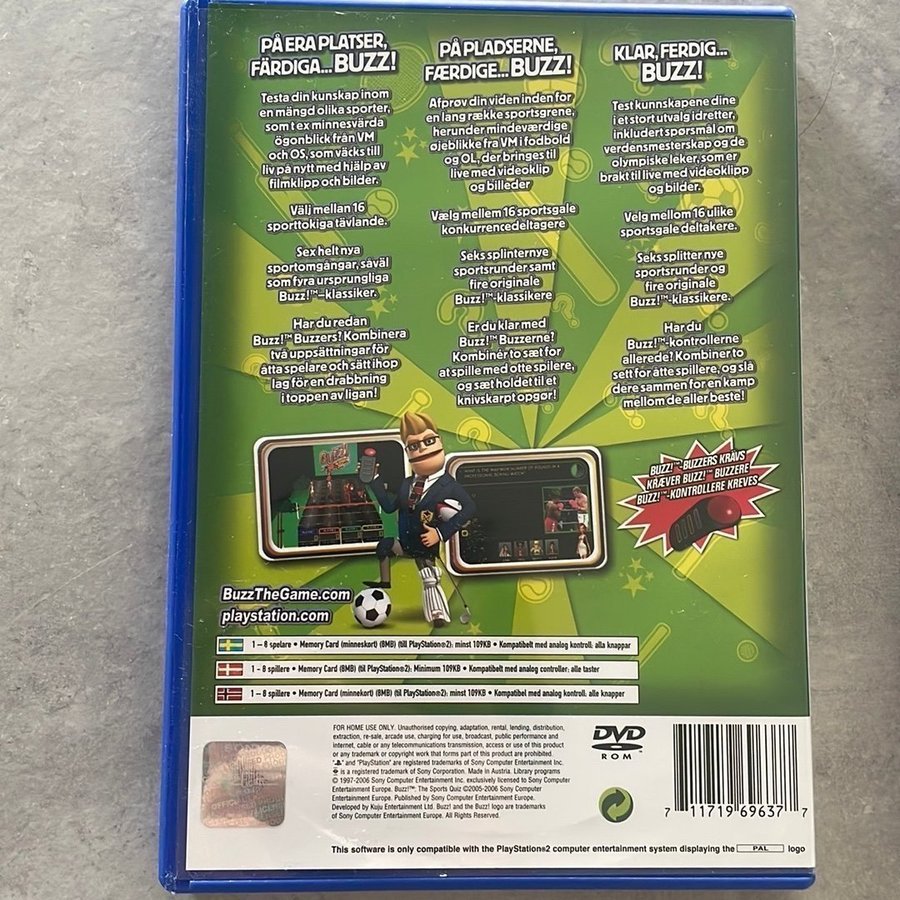 PÅ ERA PLATSER,
FÄRDIGA... BUZZ!
Testa din kunskap inom
en mängd olika sporter,
som t ex minnesvärda
ögonblick från VM
och OS, som väcks till
liv på nytt med hjälp av
filmklipp och bilder.
Välj mellan 16
sporttokiga tävlande.
Sex helt nya
sportomgångar, såväl
som fyra ursprungliga
Buzz!™-klassiker.
Har du redan
Buzz!™ Buzzers? Kombinera
två uppsättningar för
åtta spelare och sätt ihop
lag för en drabbning
i toppen av ligan!
PÅ PLADSERNE,
FÆRDIGE... BUZZ!
Afprøv din viden inden for
en lang række sportsgrene,
herunder mindeværdige
øjeblikke fra VM i fodbold
og OL, der bringes til
live med videoklip
og billeder
Vælg mellem 16 sportsgale
konkurrencedeltagere
Seks splinternye
sportsrunder samt
fire originale
Buzz!™-klassikere
Er du klar med
Buzz!™ Buzzerne?
Kombinér to sæt for
at spille med otte spilere,
og sæt holdet til et
knivskarpt opgør!
KLAR, FERDIG...
BUZZ!
Test kunnskapene dine
i et stort utvalg idretter,
inkludert spørsmål om
verdensmesterskap og de
olympiske leker, som er
brakt til live med videoklipp
og bilder.
Velg mellom 16 ulike
sportsgale deltakere.
Seks splitter nye
sportsrunder og
fire originale
Buzz!™-klassikere.
Har du
Buzz!™-kontrollerne
allerede? Kombiner to
sett for åtte spillere, og slå
dere sammen for en kamp
mellom de aller beste!
BUZZ!
WHAT IS THE MAXIMUM NUMBER OF ROUNDS IN A
PROFESSIONAL BOXING MATCH?
BUZZ!™-BUZZERS KRÄVS
KRÆVER BUZZ!™ BUZZERE
BUZZ!™-KONTROLLERE KREVES
BuzzTheGame.com
playstation.com
1 – 8 spelare • Memory Card (minneskort) (8MB) (till PlayStation®2): minst 109KB • Kompatibelt med analog kontroll: alla knappar
1 – 8 spillere • Memory Card (8MB) (til PlayStation®2): Minimum 109KB • Kompatibelt med analog controller: alle taster
1 – 8 spillere • Memory Card (minnekort) (8MB) (til PlayStation®2): minst 109KB • Kompatibel med analog kontroll: alle knapper
FOR HOME USE ONLY. Unauthorised copying, adaptation, rental, lending, distribution,
extraction, re-sale, arcade use, charging for use, broadcast, public performance and
internet, cable or any telecommunications transmission, access or use of this product
or any trademark or copyright work that forms part of this product are prohibited.
" " and "PlayStation" are registered trademarks of Sony Computer Entertainment Inc.
is a registered trademark of Sony Corporation. Made in Austria. Library programs
© 1997-2006 Sony Computer Entertainment Inc. exclusively licensed to Sony Computer
Entertainment Europe. Buzz!™: The Sports Quiz ©2005-2006 Sony Computer
Entertainment Europe. Published by Sony Computer Entertainment Europe.
Developed by Kuju Entertainment Ltd. Buzz! and the Buzz! logo are trademarks
of Sony Computer Entertainment Europe. All Rights Reserved.
DVD
ROM
7 11719 69637 7
This software is only compatible with the PlayStation®2 computer entertainment system displaying the PAL logo